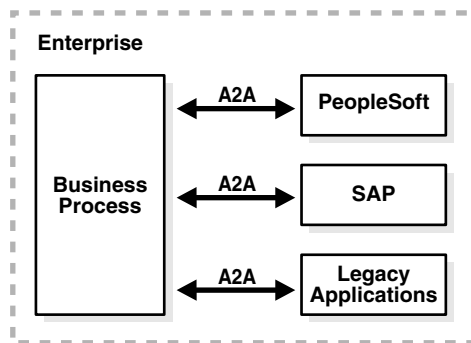 Enterprise
Business
Process
A2A
PeopleSoft
A2A
SAP
A2A
Legacy
Applications